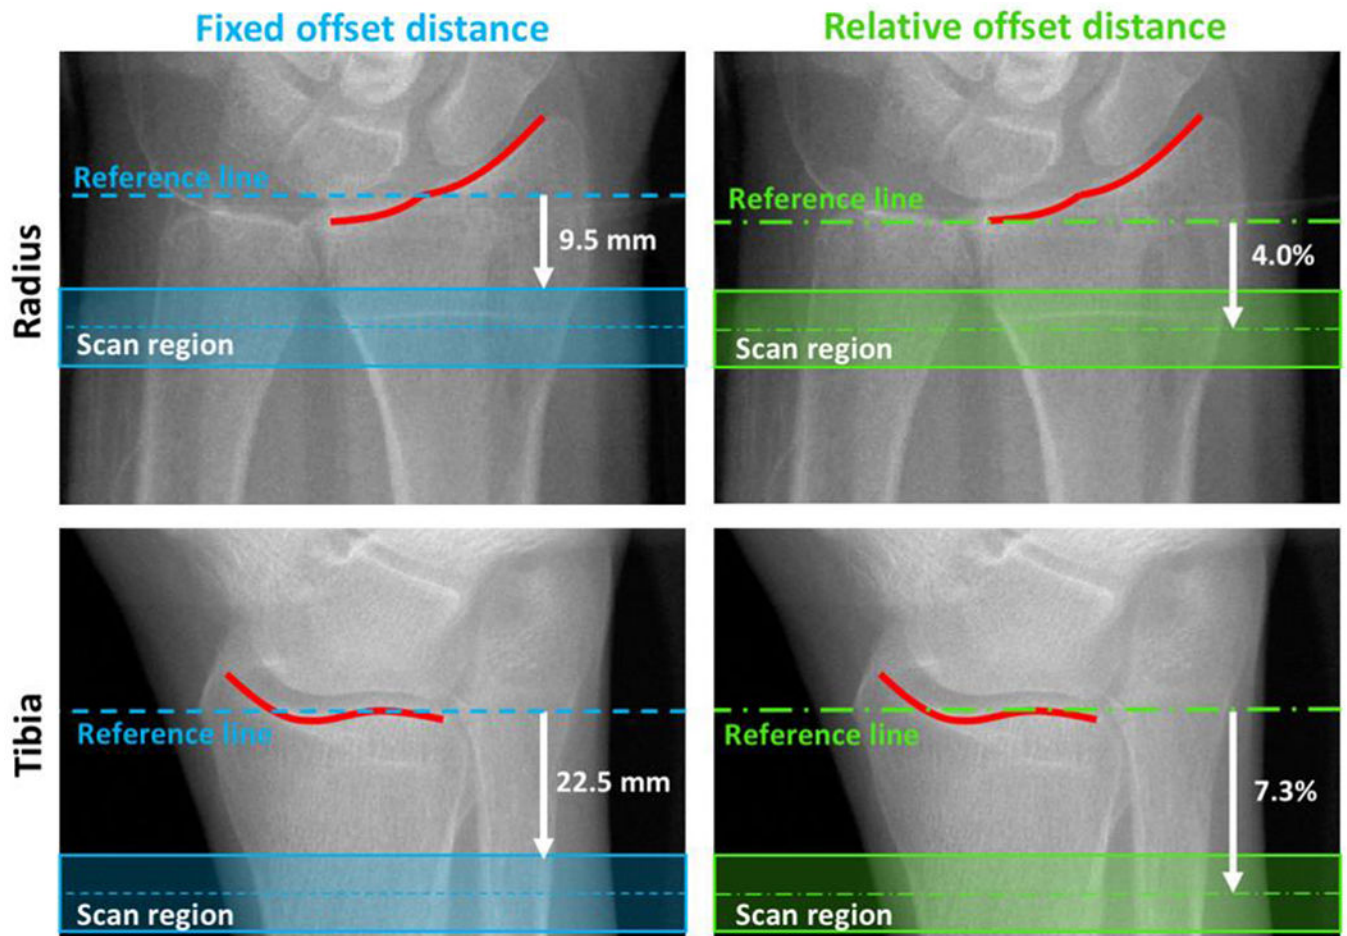 Fixed offset distance
Relative offset distance
Radius
Reference line
9.5 mm
Scan region
Reference line
4.0%
Scan region
Tibia
Reference line
22.5 mm
Scan region
Reference line
7.3%
Scan region